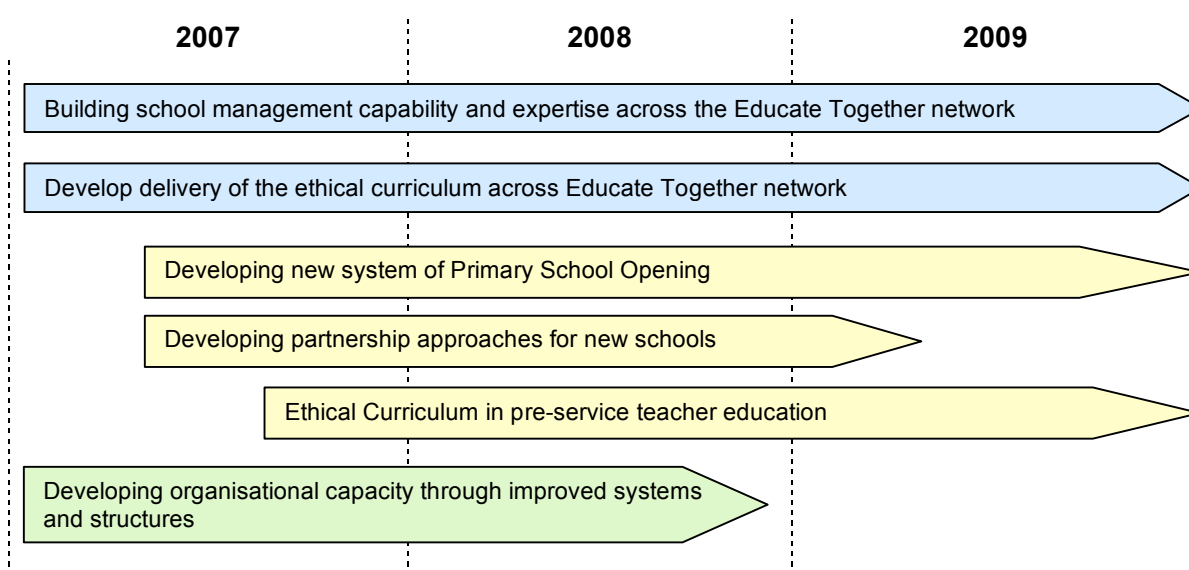 2007 2008 2009
Building school management capability and expertise across the Educate Together network
Develop delivery of the ethical curriculum across Educate Together network
Developing new system of Primary School Opening
Developing partnership approaches for new schools
Ethical Curriculum in pre-service teacher education
Developing organisational capacity through improved systems
and structures